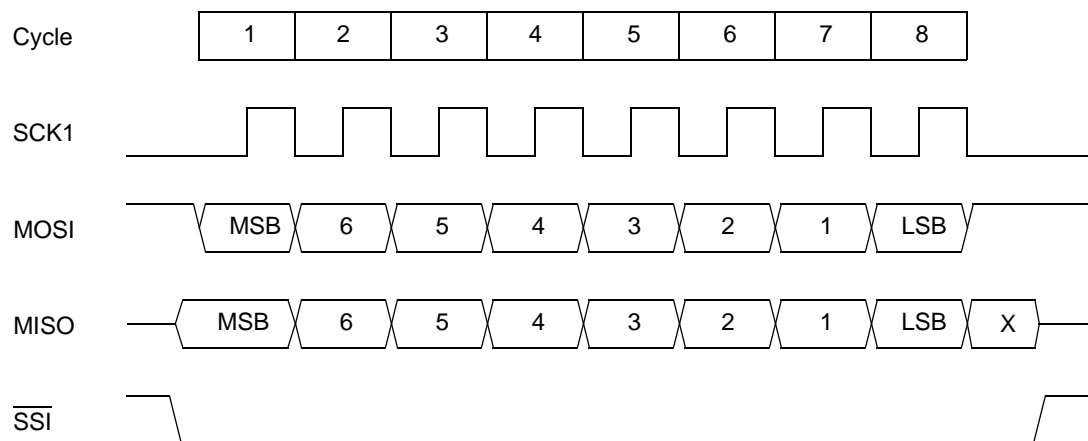 Cycle 1 2 3 4 5 6 7 8
SCK1
MOSI MSB 6 5 4 3 2 1 LSB
MISO MSB 6 5 4 3 2 1 LSB X
SSI